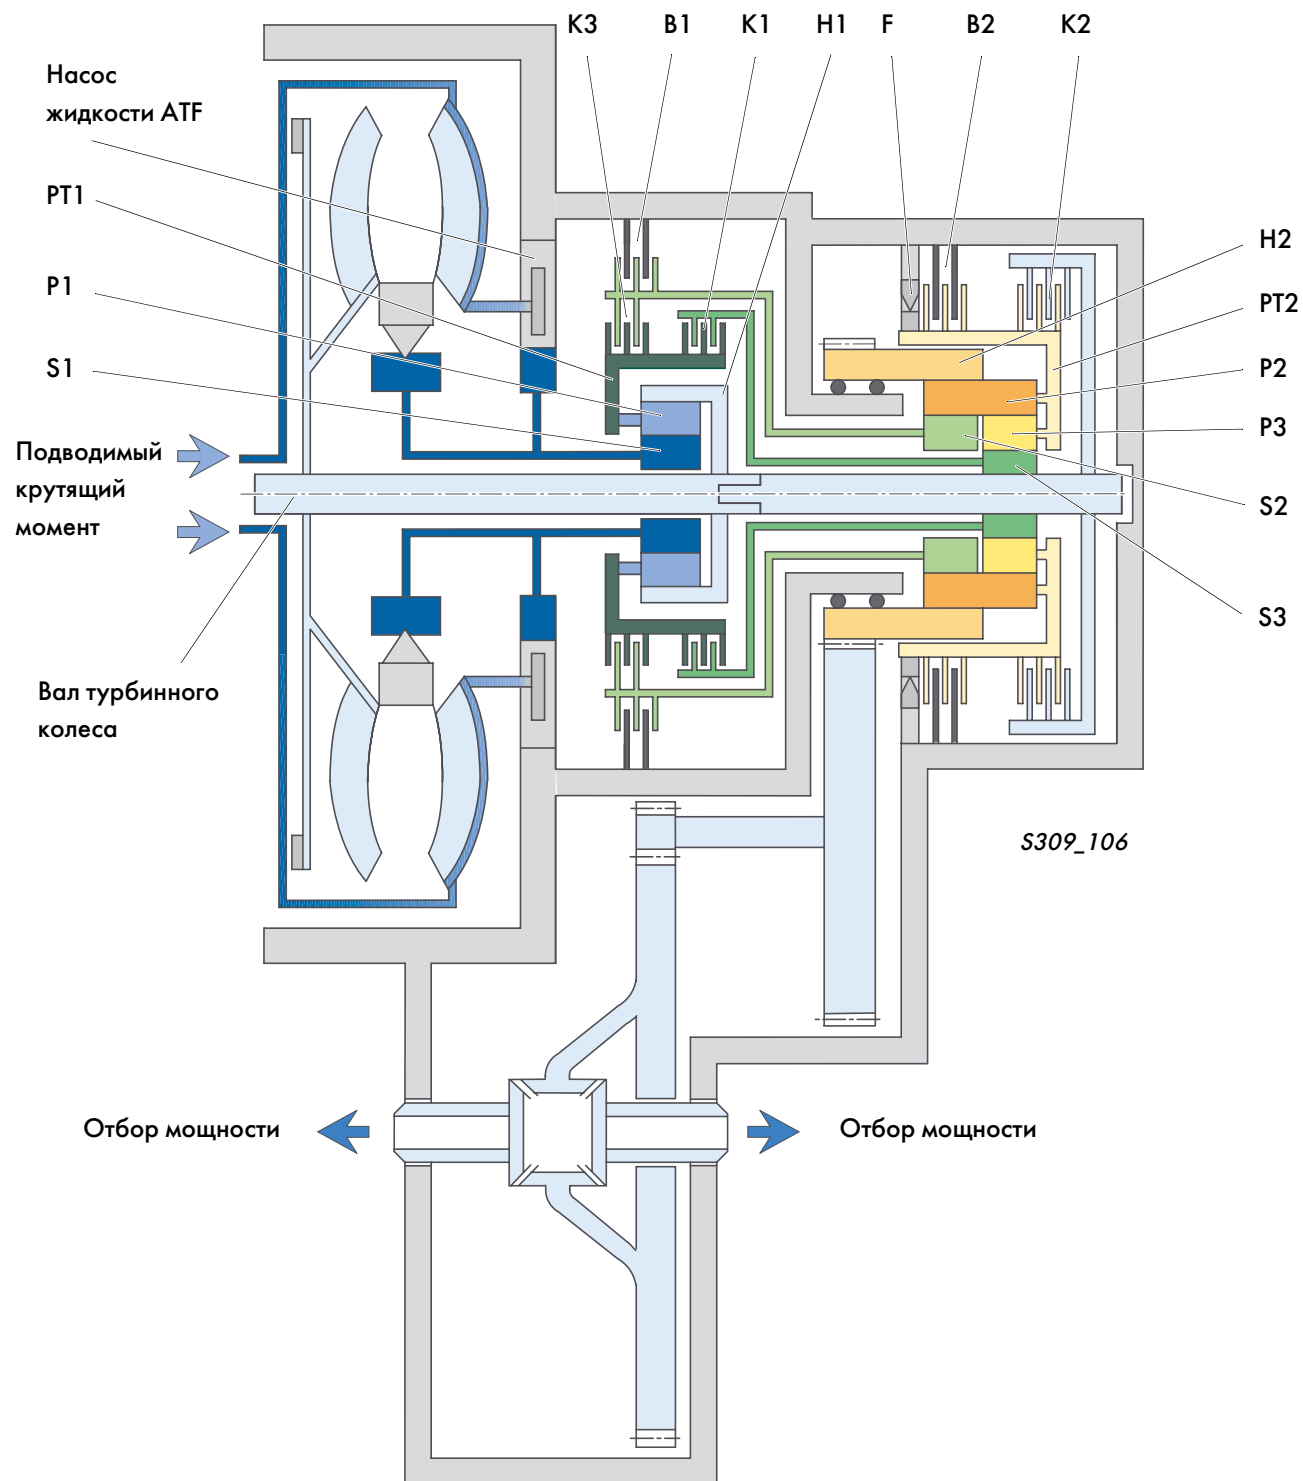 K3
B1
K1
H1
F
B2
K2
Насос
жидкости ATF
PT1
P1
S1
Подводимый
крутящий
момент
Вал турбинного
колеса
H2
PT2
P2
P3
S2
S3
S309_106
Отбор мощности
Отбор мощности